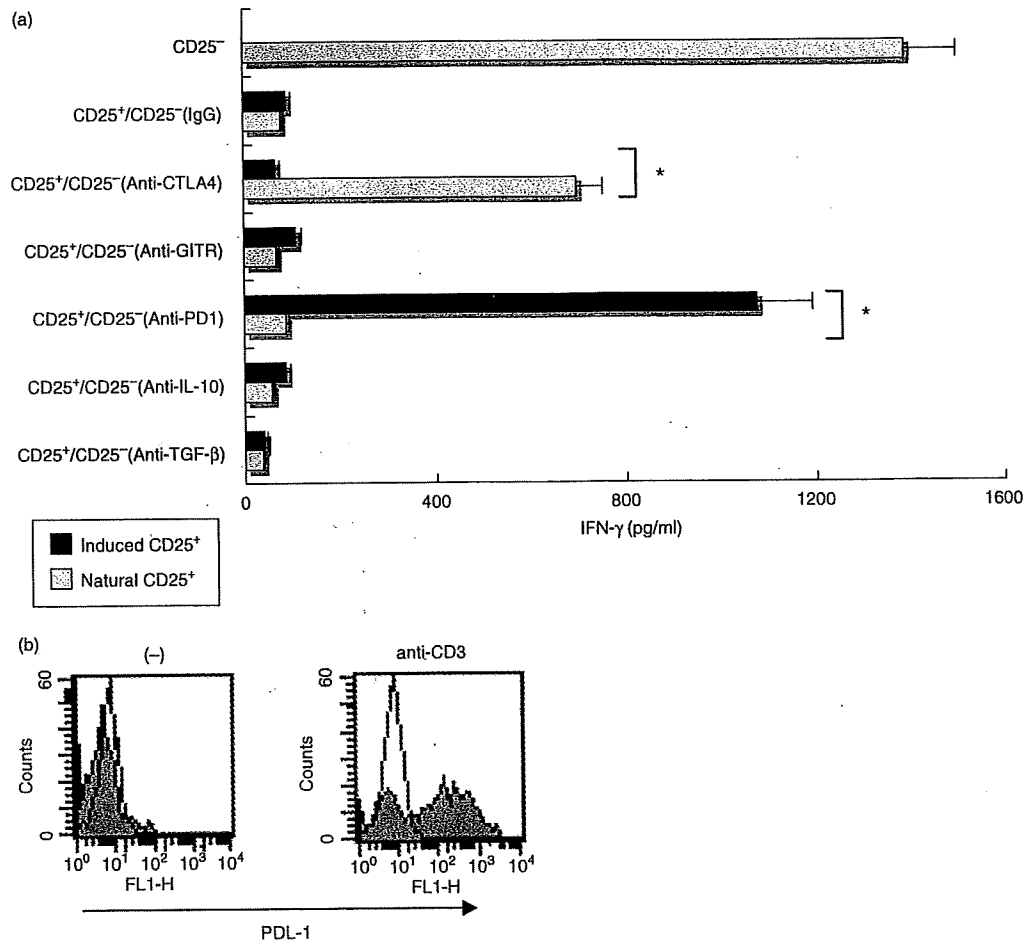 (a)
CD25⁻
CD25⁺/CD25⁻(IgG)
CD25⁺/CD25⁻(Anti-CTLA4)
*
CD25⁺/CD25⁻(Anti-GITR)
CD25⁺/CD25⁻(Anti-PD1)
*
CD25⁺/CD25⁻(Anti-IL-10)
CD25⁺/CD25⁻(Anti-TGF-β)
0 400 800 1200 1600
IFN-γ (pg/ml)
Induced CD25⁺
Natural CD25⁺
(b)
(–) anti-CD3
60 60
Counts Counts
0 0
10⁰ 10¹ 10² 10³ 10⁴ 10⁰ 10¹ 10² 10³ 10⁴
FL1-H FL1-H
PDL-1